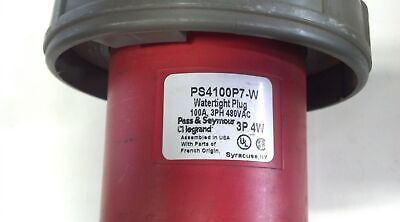 PS4100P7-W
Watertight Plug
100A, 3PH 480VAC
Pass & Seymour
legrand 3P 4W
Assembled in USA
With Parts of
French Origin.
UL
Syracuse, NY